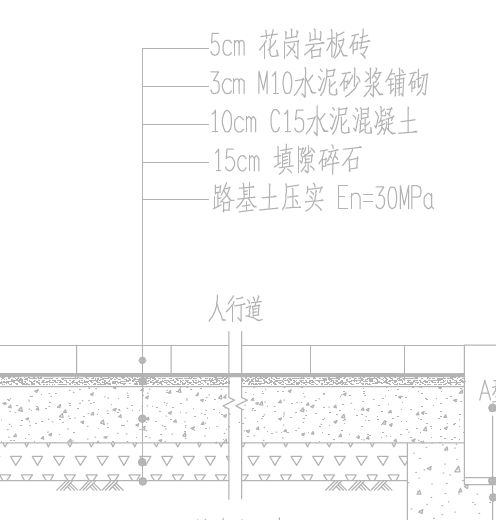 5cm 花岗岩板砖
3cm M10水泥砂浆铺砌
10cm C15水泥混凝土
15cm 填隙碎石
路基土压实 En=30MPa
人行道